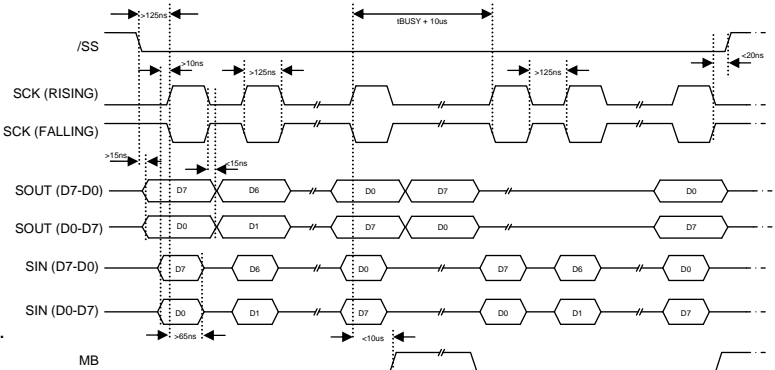 >125ns
tBUSY + 10us
/SS
>10ns
>125ns
>125ns
<20ns
SCK (RISING)
SCK (FALLING)
>15ns
<15ns
SOUT (D7-D0)
D7
D6
D0
D7
D0
SOUT (D0-D7)
D0
D1
D7
D0
D7
SIN (D7-D0)
D7
D6
D0
D7
D6
D0
SIN (D0-D7)
D0
D1
D7
D0
D1
D7
>65ns
<10us
MB